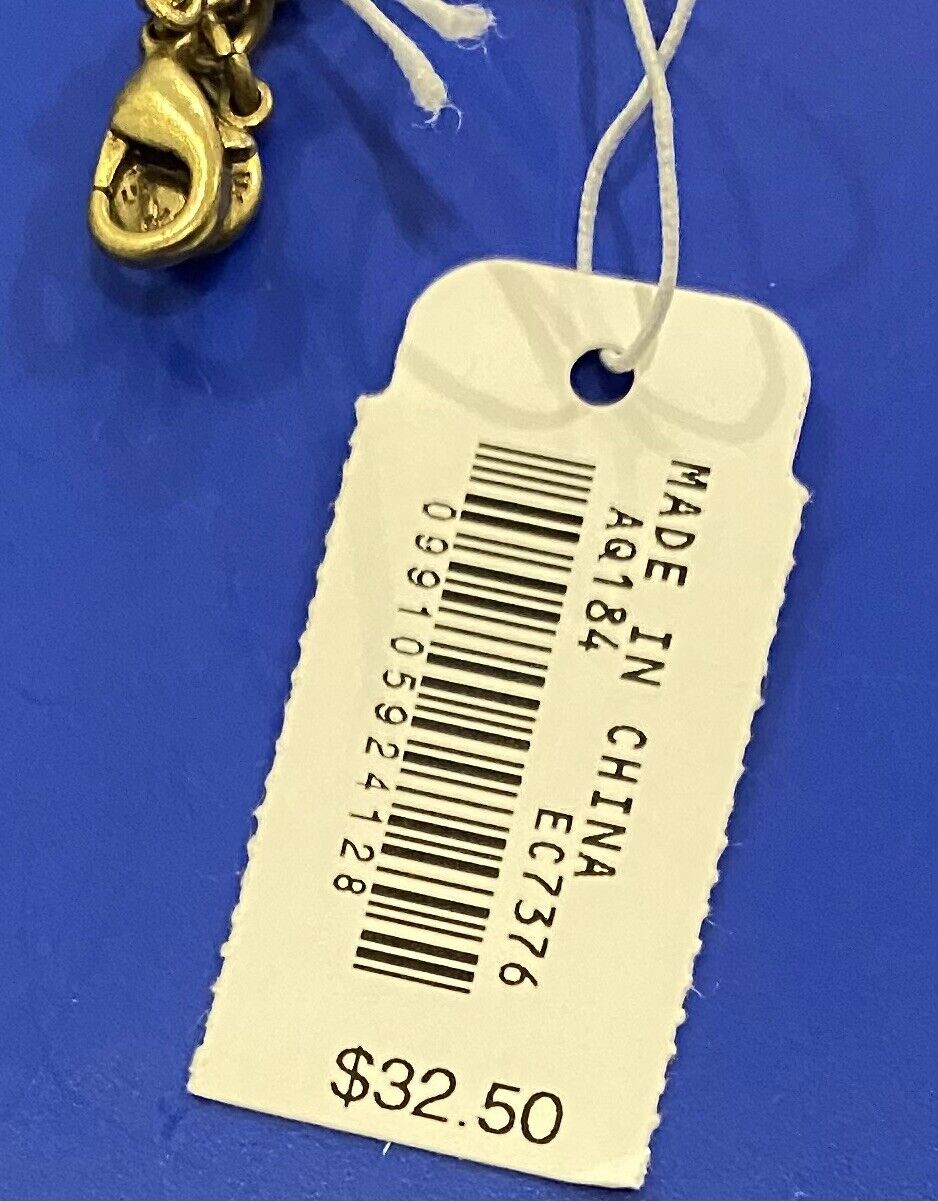 MADE IN CHINA
AQ184 EC7376
099105924128
$32.50